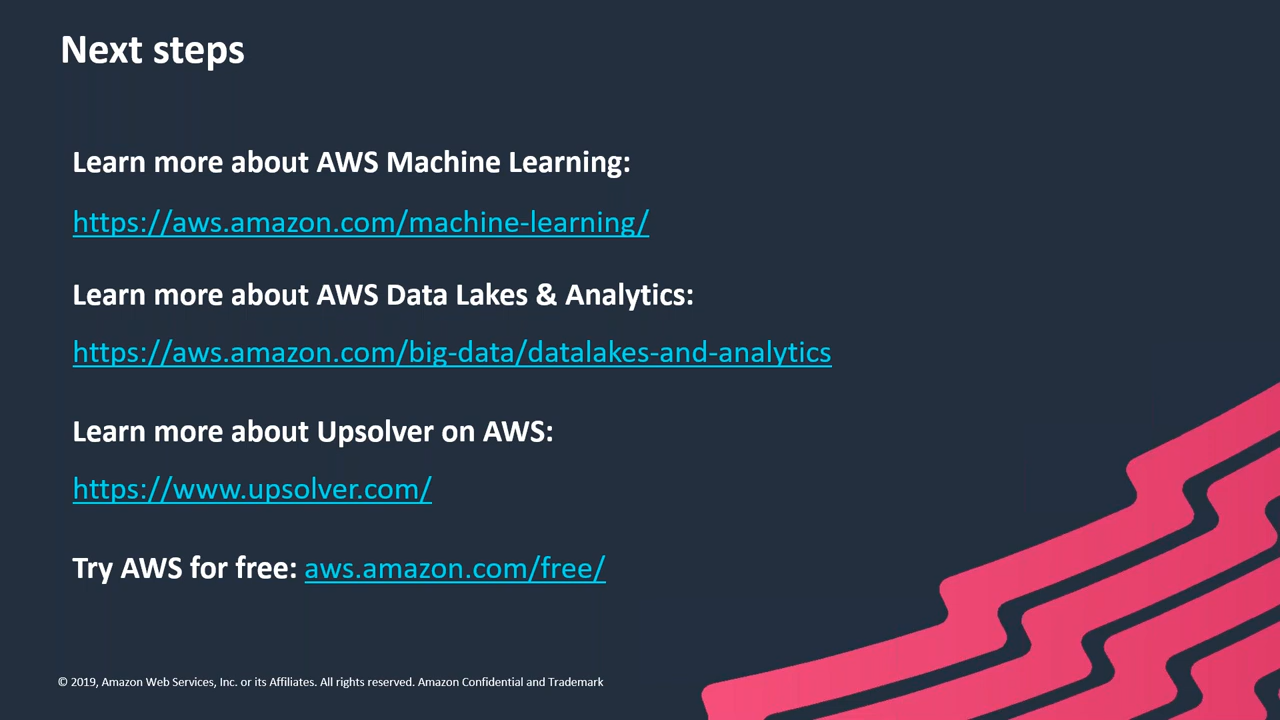 Next steps
Learn more about AWS Machine Learning:
https://aws.amazon.com/machine-learning/
Learn more about AWS Data Lakes & Analytics:
https://aws.amazon.com/big-data/datalakes-and-analytics
Learn more about Upsolver on AWS:
https://www.upsolver.com/
Try AWS for free: aws.amazon.com/free/
© 2019, Amazon Web Services, Inc. or its Affiliates. All rights reserved. Amazon Confidential and Trademark